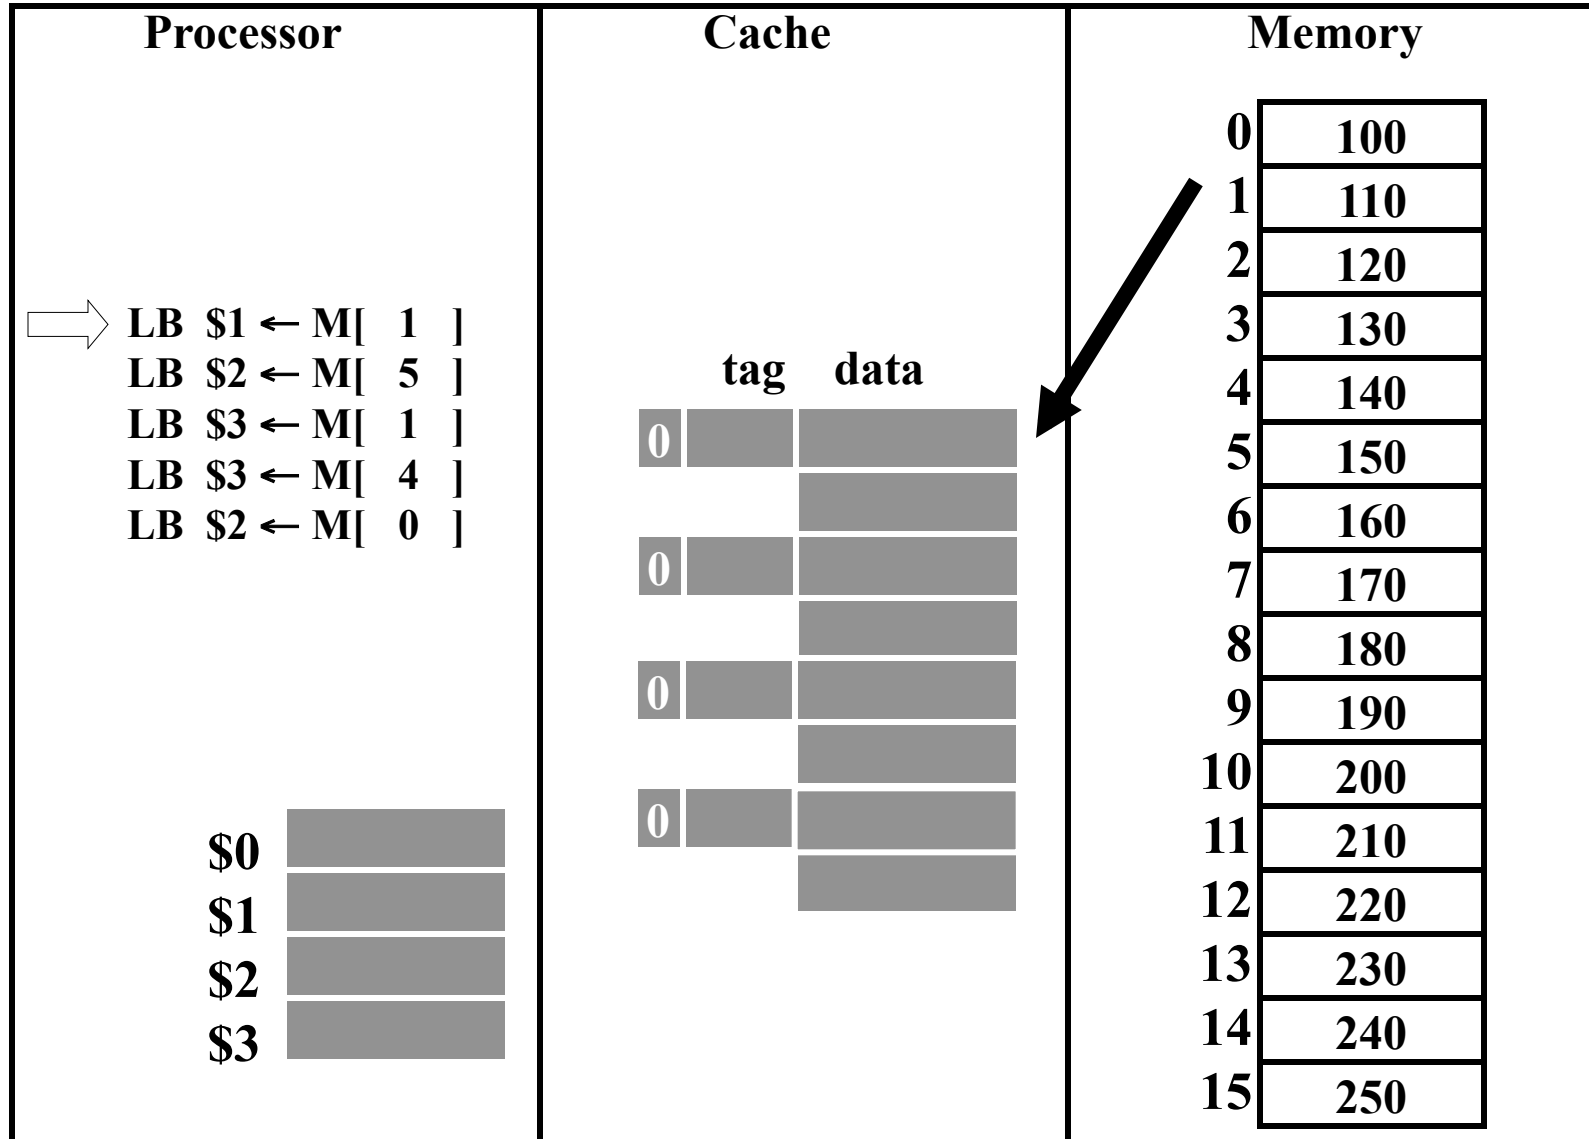 Processor
LB $1 ← M[ 1 ]
LB $2 ← M[ 5 ]
LB $3 ← M[ 1 ]
LB $3 ← M[ 4 ]
LB $2 ← M[ 0 ]
$0
$1
$2
$3
Cache
tag data
0
0
0
0
Memory
0 100
1 110
2 120
3 130
4 140
5 150
6 160
7 170
8 180
9 190
10 200
11 210
12 220
13 230
14 240
15 250